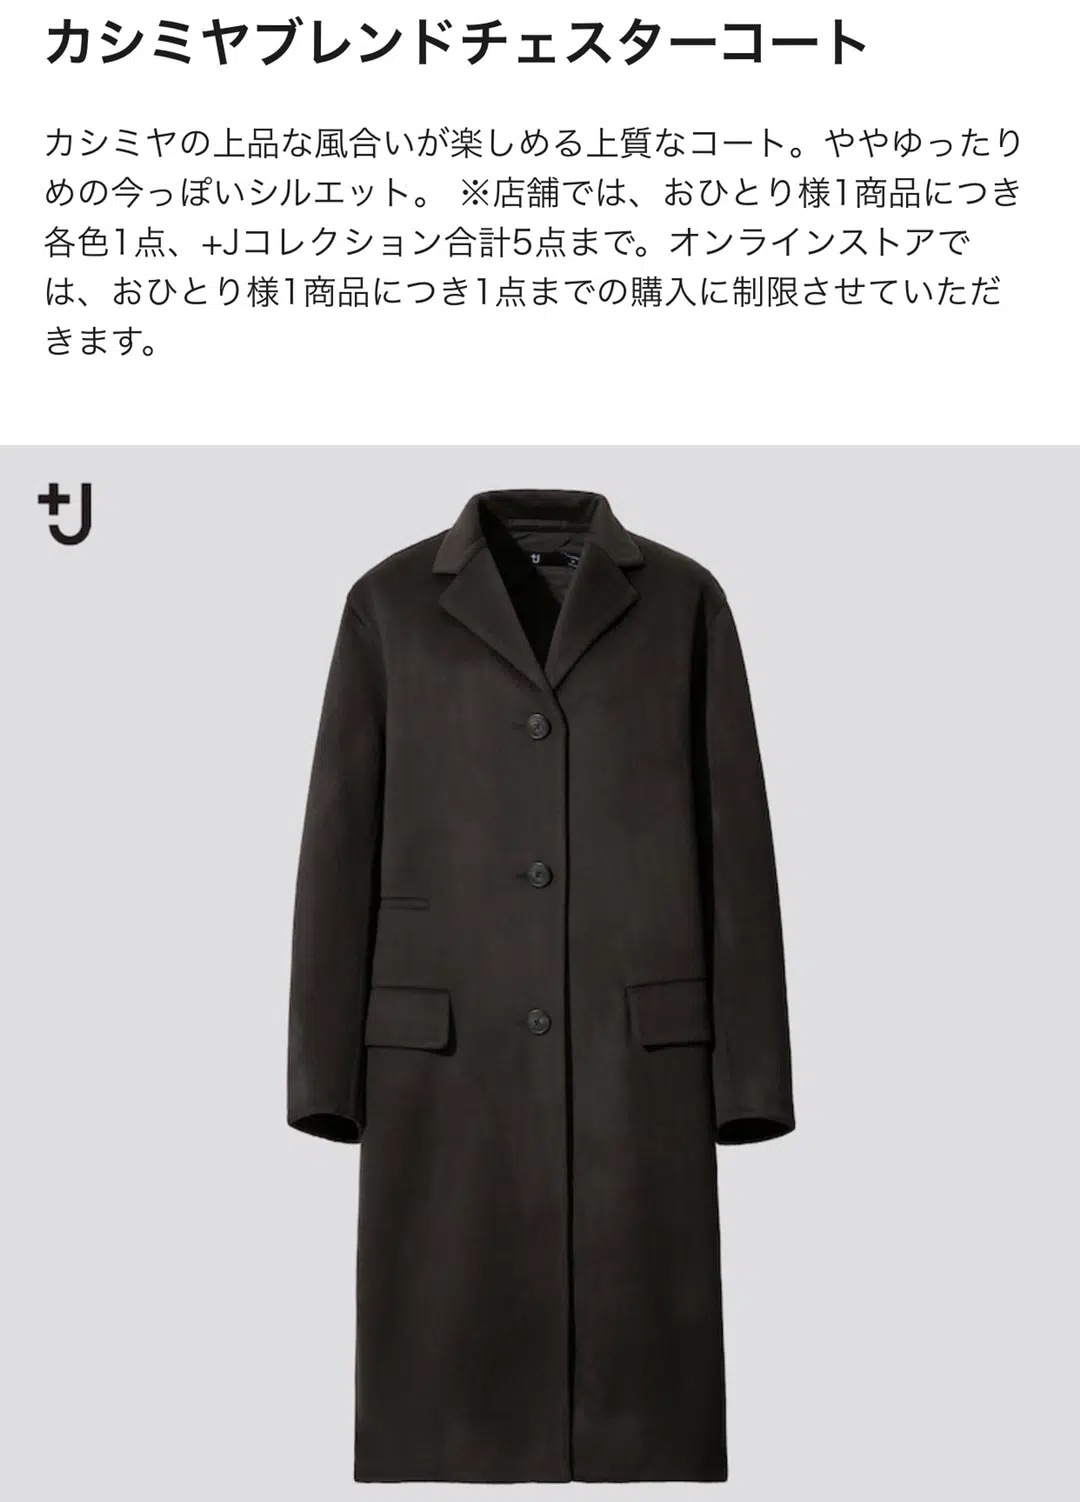 カシミヤブレンドチェスターコート
カシミヤの上品な風合いが楽しめる上質なコート。ややゆったり
めの今っぽいシルエット。 ※店舗では、おひとり様1商品につき
各色1点、+Jコレクション合計5点まで。オンラインストアで
は、おひとり様1商品につき1点までの購入に制限させていただ
きます。
+J
+J